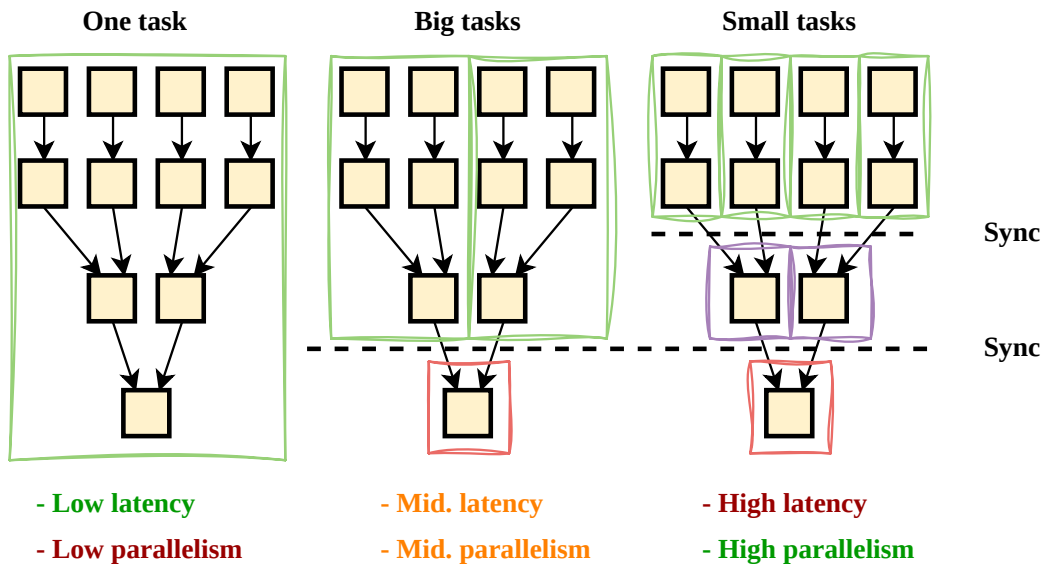 One task
Big tasks
Small tasks
Sync
Sync
- Low latency
- Low parallelism
- Mid. latency
- Mid. parallelism
- High latency
- High parallelism